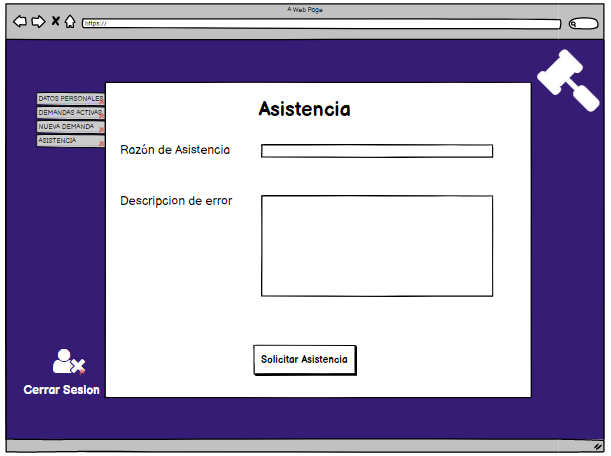 A Web Page
https://
DATOS PERSONALES
DEMANDAS ACTIVAS
NUEVA DEMANDA
ASISTENCIA
Asistencia
Razón de Asistencia
Descripcion de error
Solicitar Asistencia
Cerrar Sesion